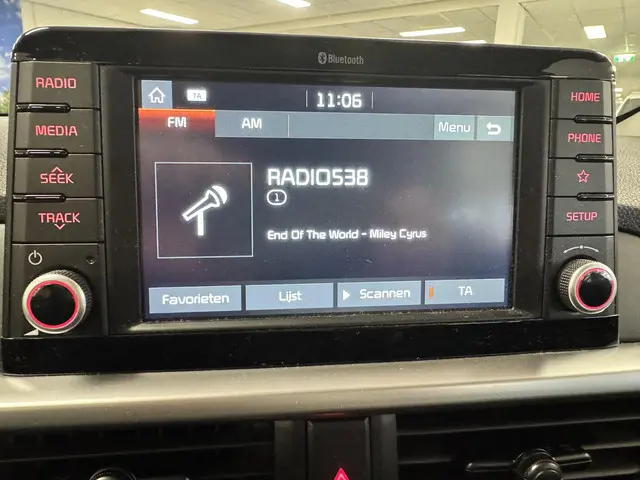 Bluetooth
RADIO
MEDIA
SEEK
TRACK
TA
11:06
FM
AM
Menu
RADIO538
1
End Of The World - Miley Cyrus
Favorieten
Lijst
Scannen
TA
HOME
PHONE
SETUP